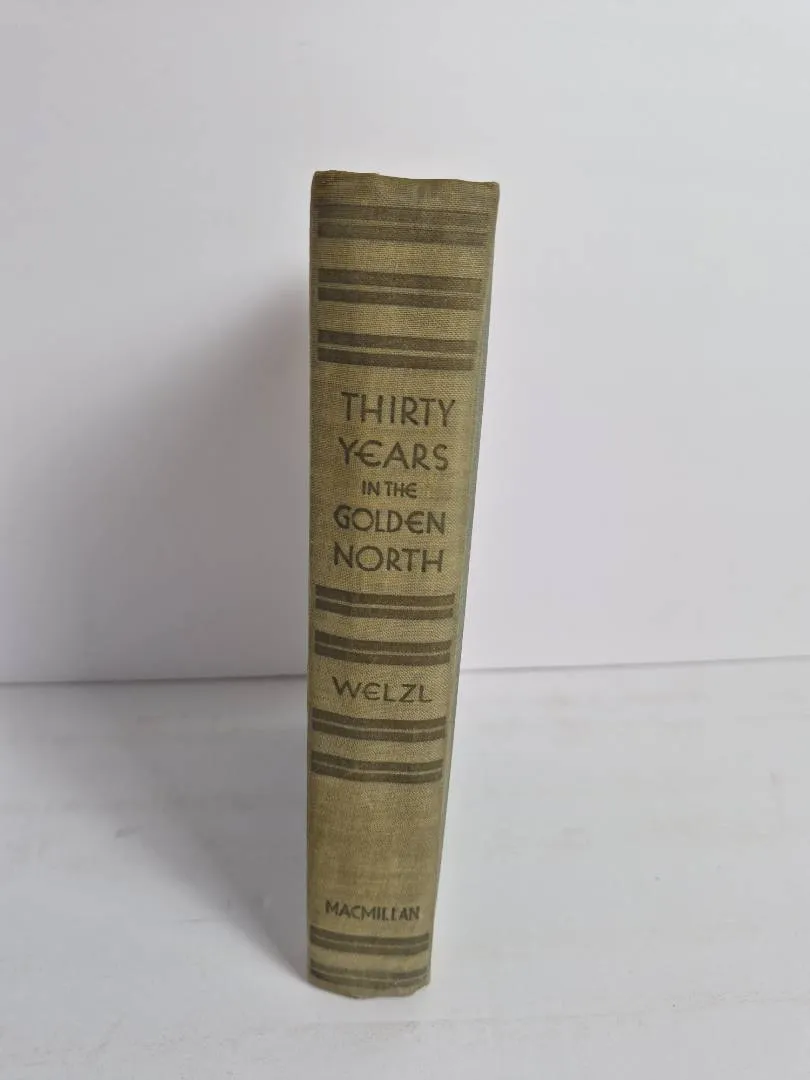 THIRTY
YEARS
IN THE
GOLDEN
NORTH
WELZL
MACMILLAN